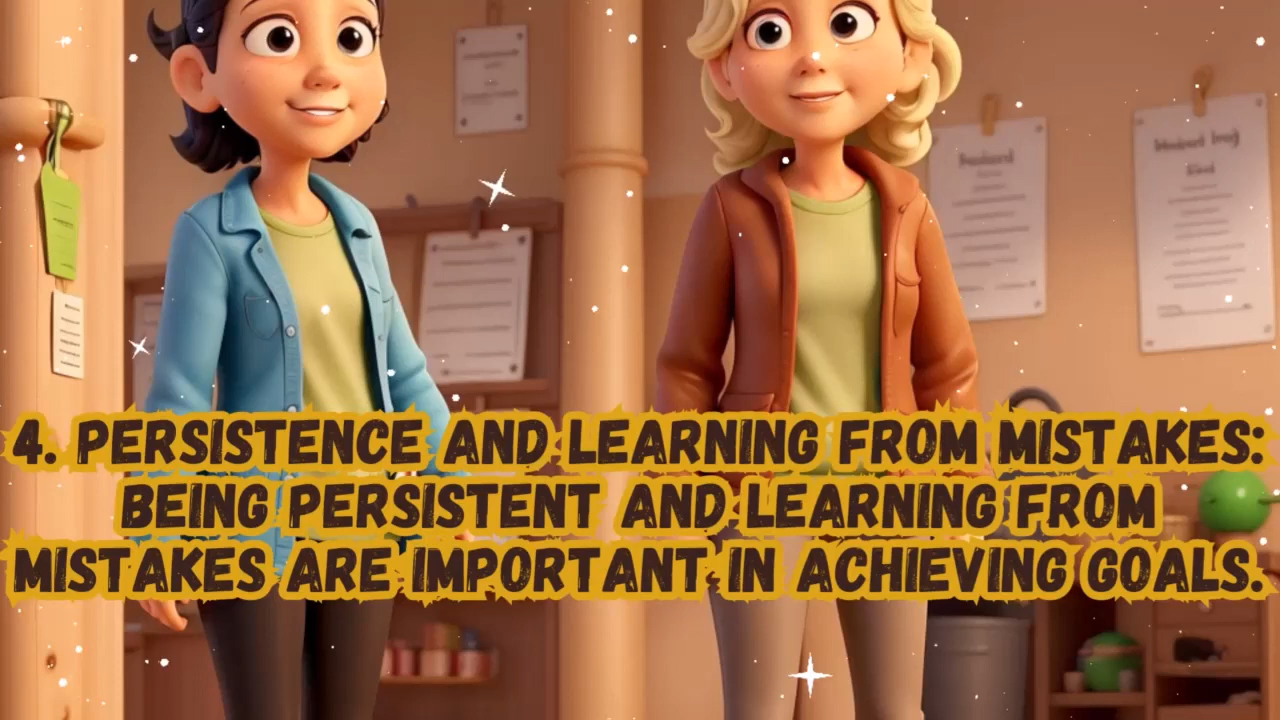 4. PERSISTENCE AND LEARNING FROM MISTAKES:
BEING PERSISTENT AND LEARNING FROM
MISTAKES ARE IMPORTANT IN ACHIEVING GOALS.